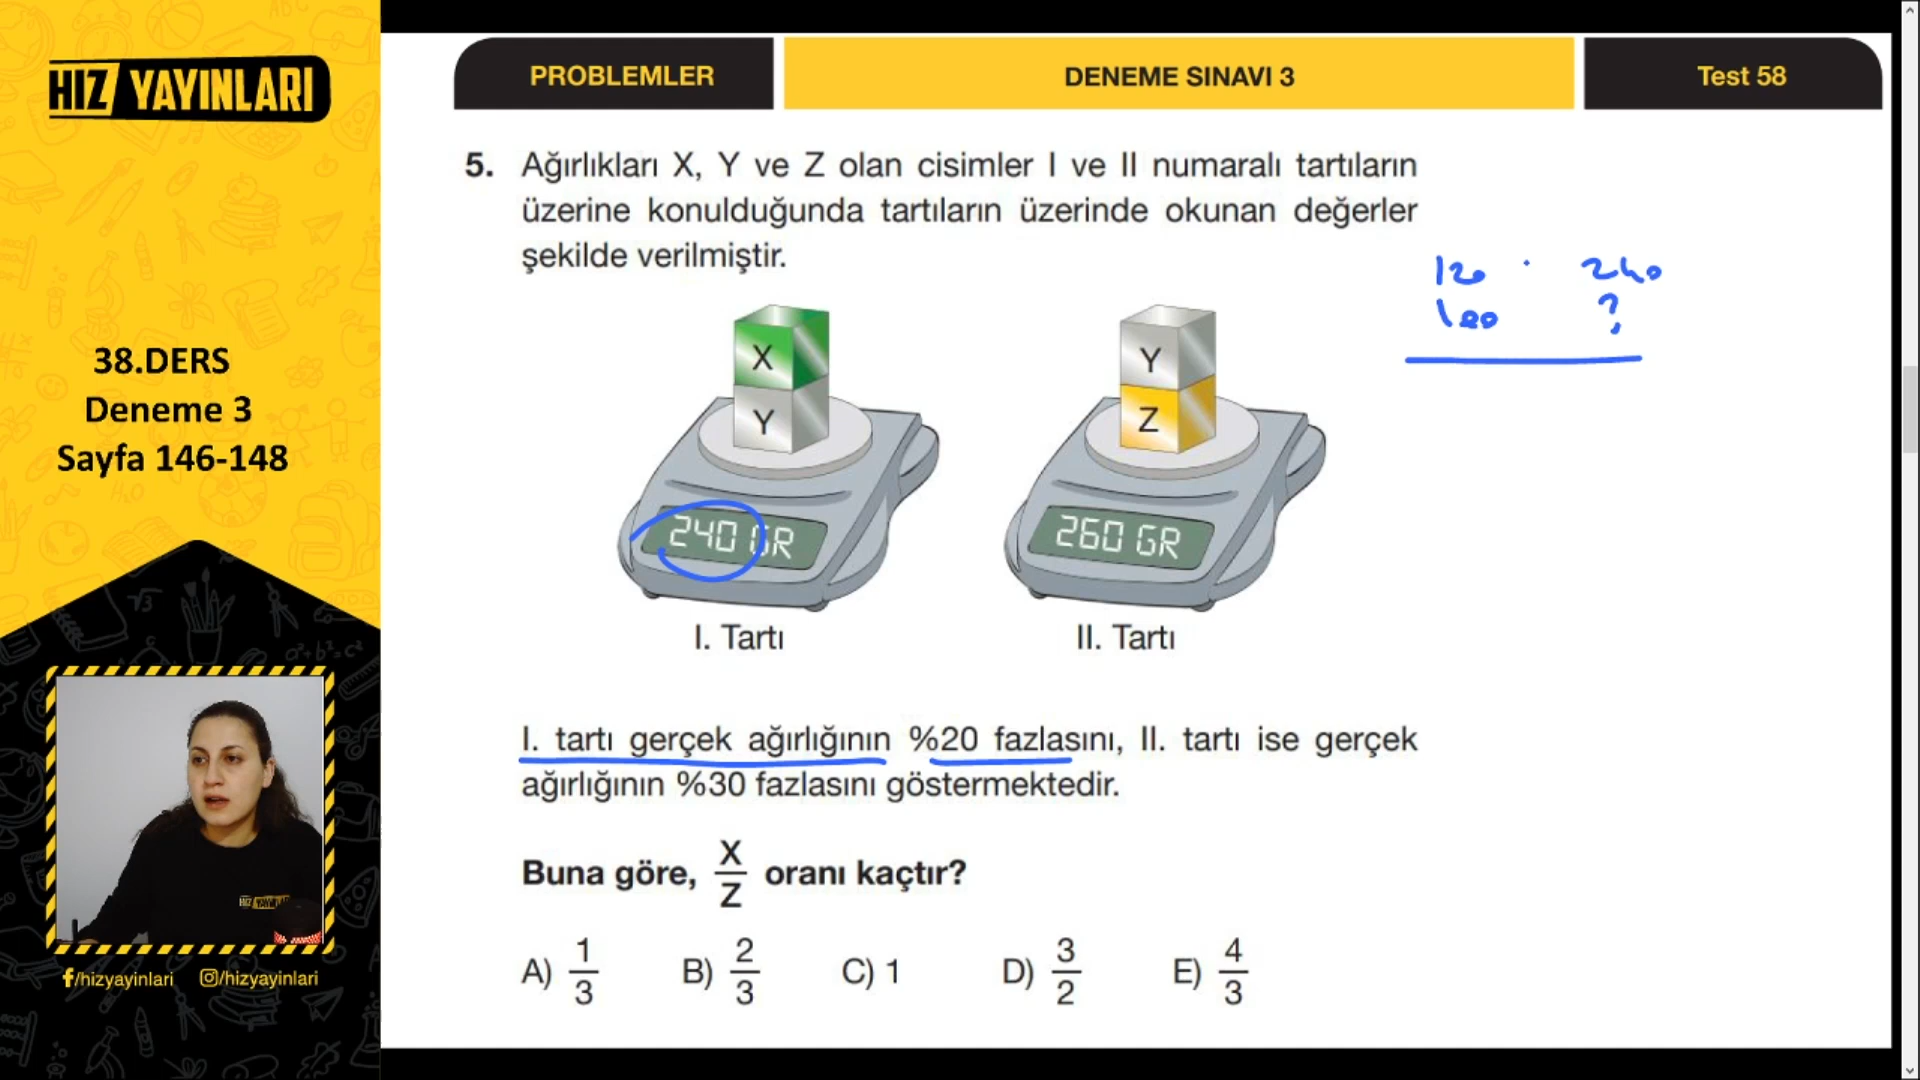 HIZ YAYINLARI
38.DERS
Deneme 3
Sayfa 146-148
f/hizyayinlari /hizyayinlari
PROBLEMLER DENEME SINAVI 3 Test 58
5. Ağırlıkları X, Y ve Z olan cisimler I ve II numaralı tartıların
üzerine konulduğunda tartıların üzerinde okunan değerler
şekilde verilmiştir.
120 240
100 ?
X Y
Y Z
240 GR 260 GR
I. Tartı II. Tartı
I. tartı gerçek ağırlığının %20 fazlasını, II. tartı ise gerçek
ağırlığının %30 fazlasını göstermektedir.
Buna göre, X/Z oranı kaçtır?
A) 1/3 B) 2/3 C) 1 D) 3/2 E) 4/3